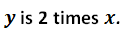 y is 2 times x.